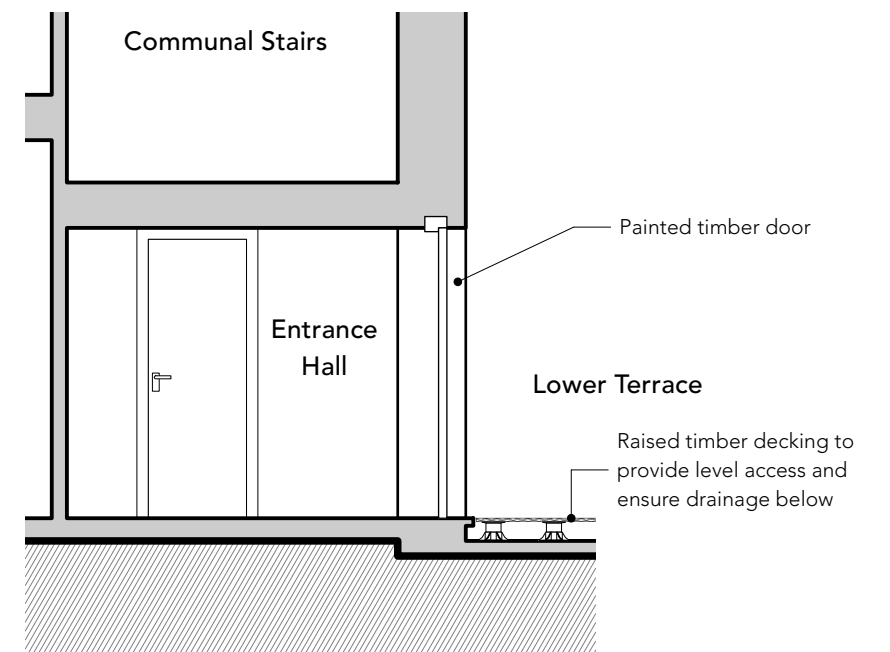 Communal Stairs
Painted timber door
Entrance
Hall
Lower Terrace
Raised timber decking to
provide level access and
ensure drainage below